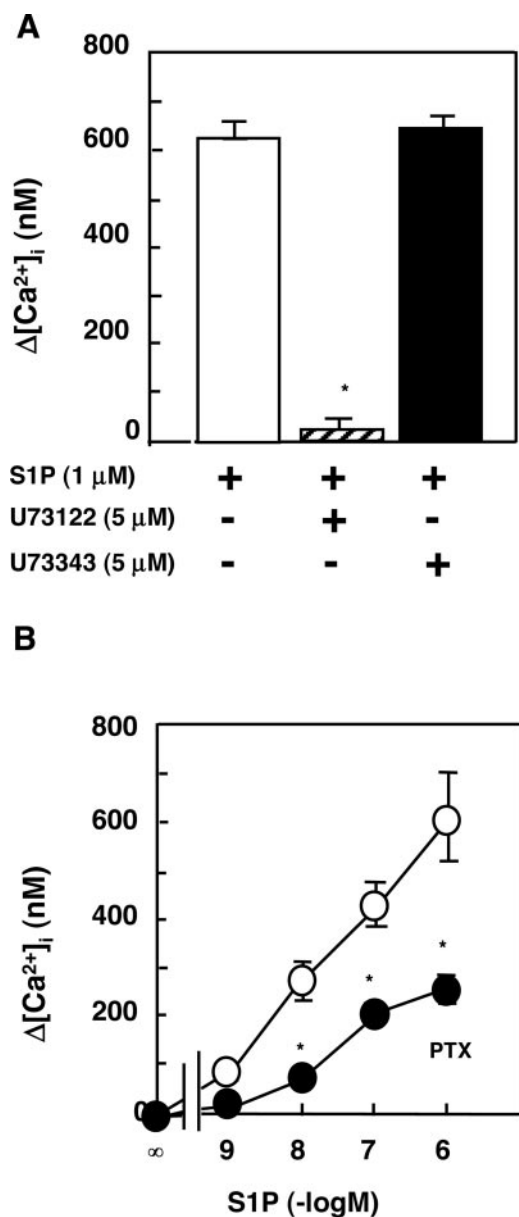 A
800
600
400
200
0
Δ[Ca²⁺]ᵢ (nM)
*
S1P (1 μM) + + +
U73122 (5 μM) - + -
U73343 (5 μM) - - +
B
800
600
400
200
0
Δ[Ca²⁺]ᵢ (nM)
*
*
*
PTX
∞ 9 8 7 6
S1P (-logM)